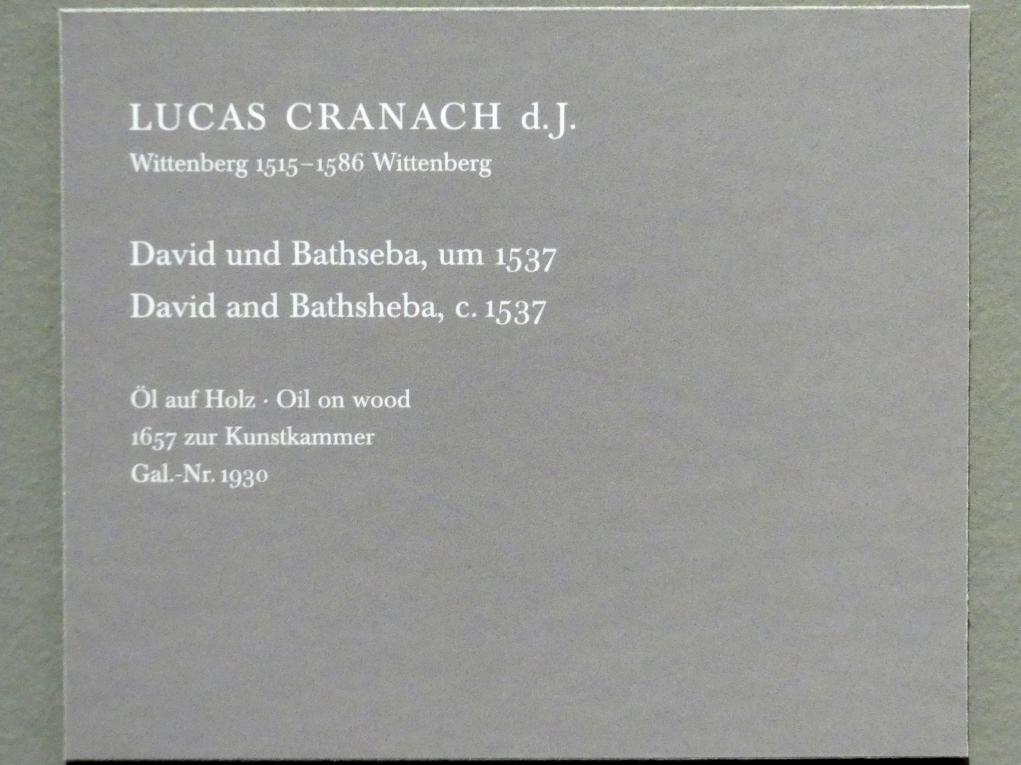 LUCAS CRANACH d.J.
Wittenberg 1515–1586 Wittenberg
David und Bathseba, um 1537
David and Bathsheba, c. 1537
Öl auf Holz · Oil on wood
1657 zur Kunstkammer
Gal.-Nr. 1930